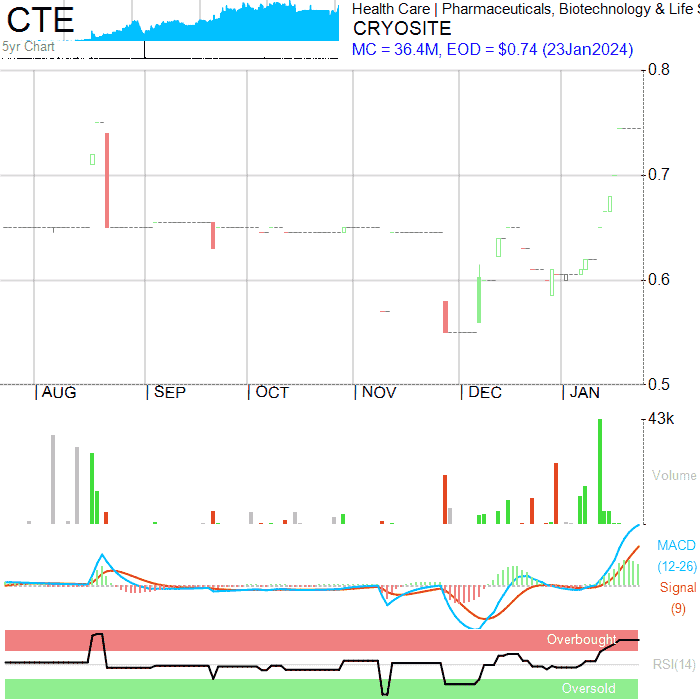 CTE
Health Care | Pharmaceuticals, Biotechnology & Life S
CRYOSITE
5yr Chart
MC = 36.4M, EOD = $0.74 (23Jan2024)
0.8
0.7
0.6
0.5
|AUG |SEP |OCT |NOV |DEC |JAN
43k
Volume
MACD
(12-26)
Signal
(9)
Overbought
RSI(14)
Oversold